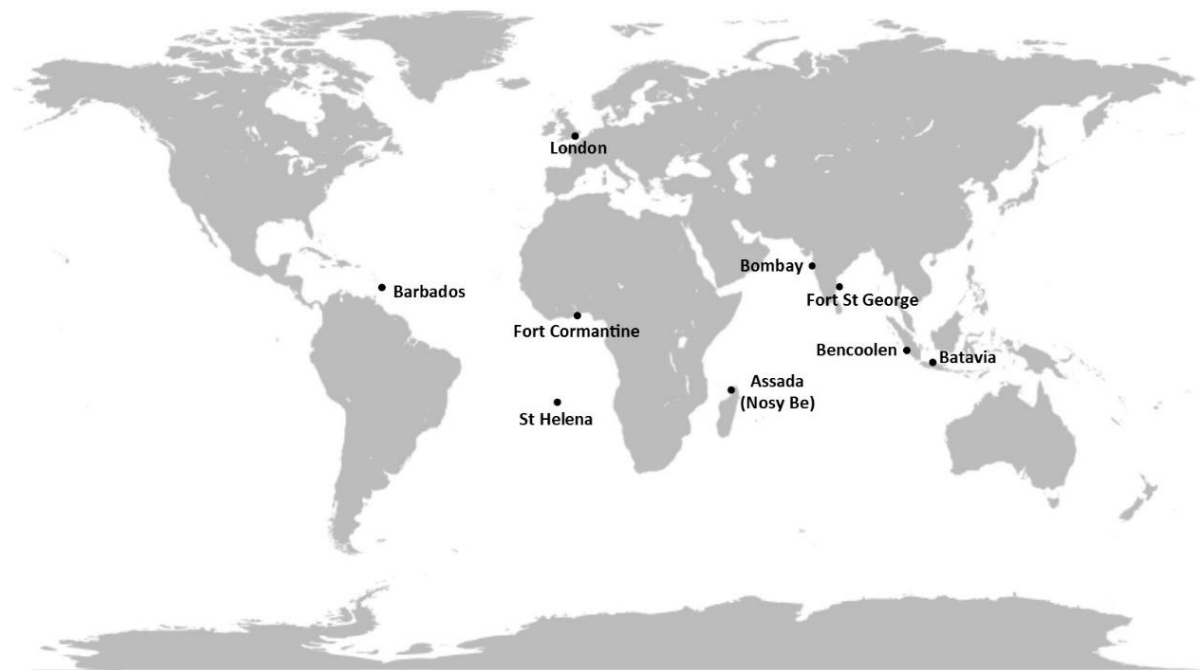 London
Bombay
Barbados
Fort St George
Fort Cormantine
Bencoolen
Batavia
Assada
(Nosy Be)
St Helena